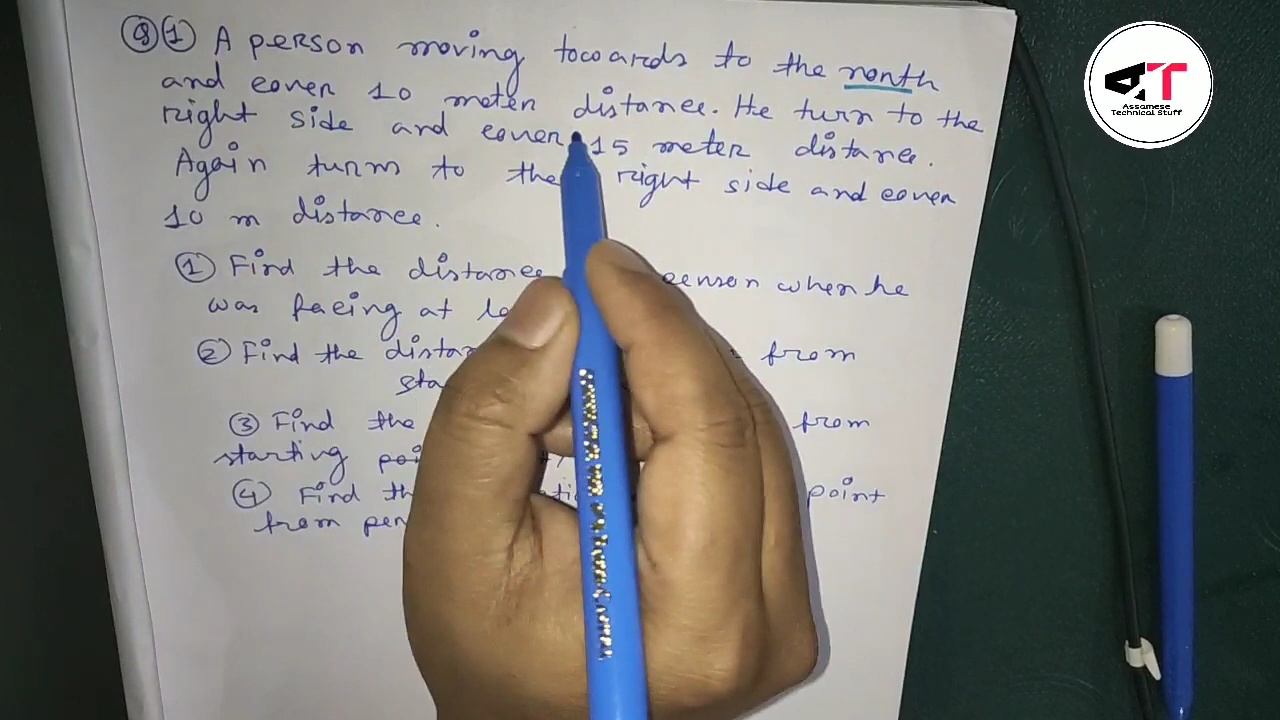 Q 1 A person moving towards to the north
and cover 10 meter distance. He turn to the
right side and cover 15 meter distance.
Again turn to the right side and cover
10 m distance.
1 Find the distance when he
was facing at
2 Find the from
3 Find the from
starting
4 Find point
from
AT
Assamese
Technical Stuff